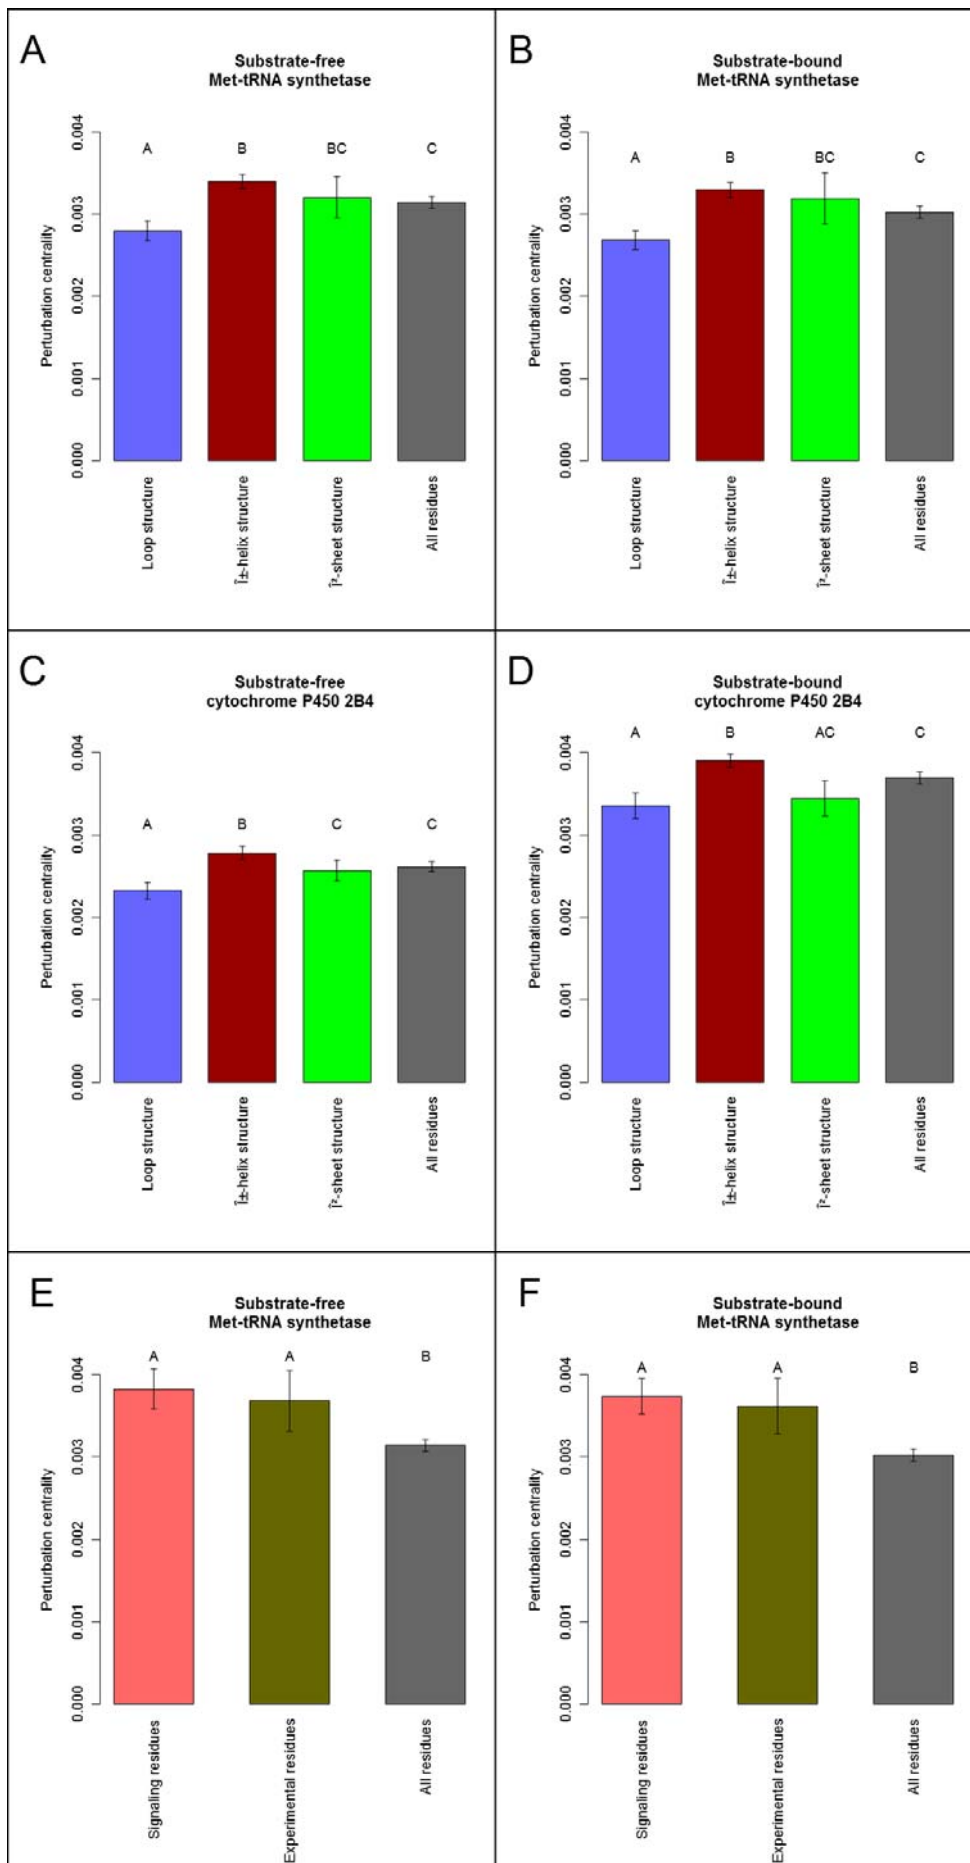 A
Substrate-free
Met-tRNA synthetase
Perturbation centrality
0.004
0.003
0.002
0.001
0.000
A
B
BC
C
Loop structure
Î±-helix structure
Î²-sheet structure
All residues
B
Substrate-bound
Met-tRNA synthetase
Perturbation centrality
0.004
0.003
0.002
0.001
0.000
A
B
BC
C
Loop structure
Î±-helix structure
Î²-sheet structure
All residues
C
Substrate-free
cytochrome P450 2B4
Perturbation centrality
0.004
0.003
0.002
0.001
0.000
A
B
C
C
Loop structure
Î±-helix structure
Î²-sheet structure
All residues
D
Substrate-bound
cytochrome P450 2B4
Perturbation centrality
0.004
0.003
0.002
0.001
0.000
A
B
AC
C
Loop structure
Î±-helix structure
Î²-sheet structure
All residues
E
Substrate-free
Met-tRNA synthetase
Perturbation centrality
0.004
0.003
0.002
0.001
0.000
A
A
B
Signaling residues
Experimental residues
All residues
F
Substrate-bound
Met-tRNA synthetase
Perturbation centrality
0.004
0.003
0.002
0.001
0.000
A
A
B
Signaling residues
Experimental residues
All residues